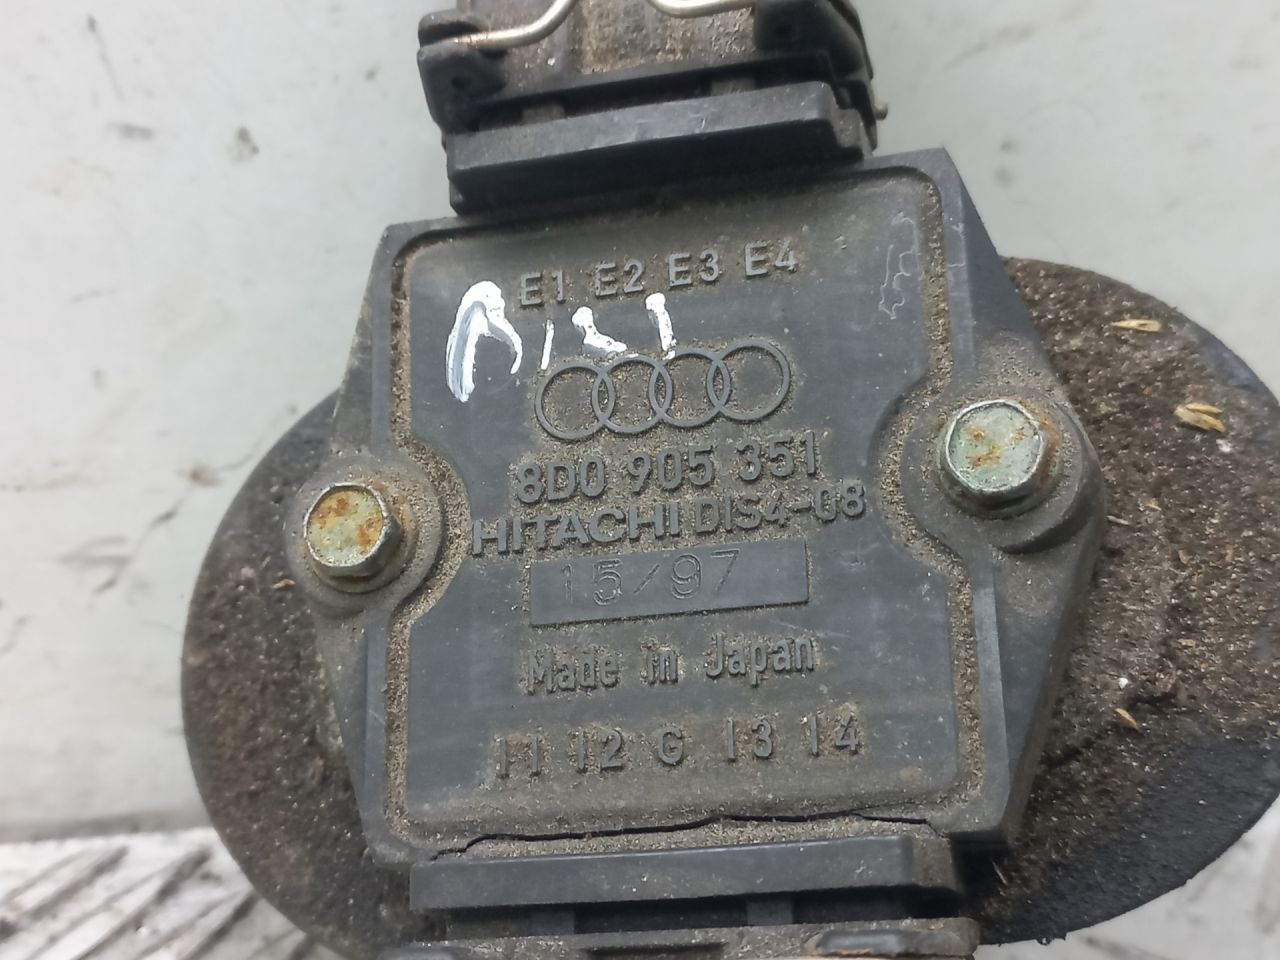 E1 E2 E3 E4
8D0 905 351
HITACHI DIS4-08
15/97
Made in Japan
I1 I2 G I3 I4